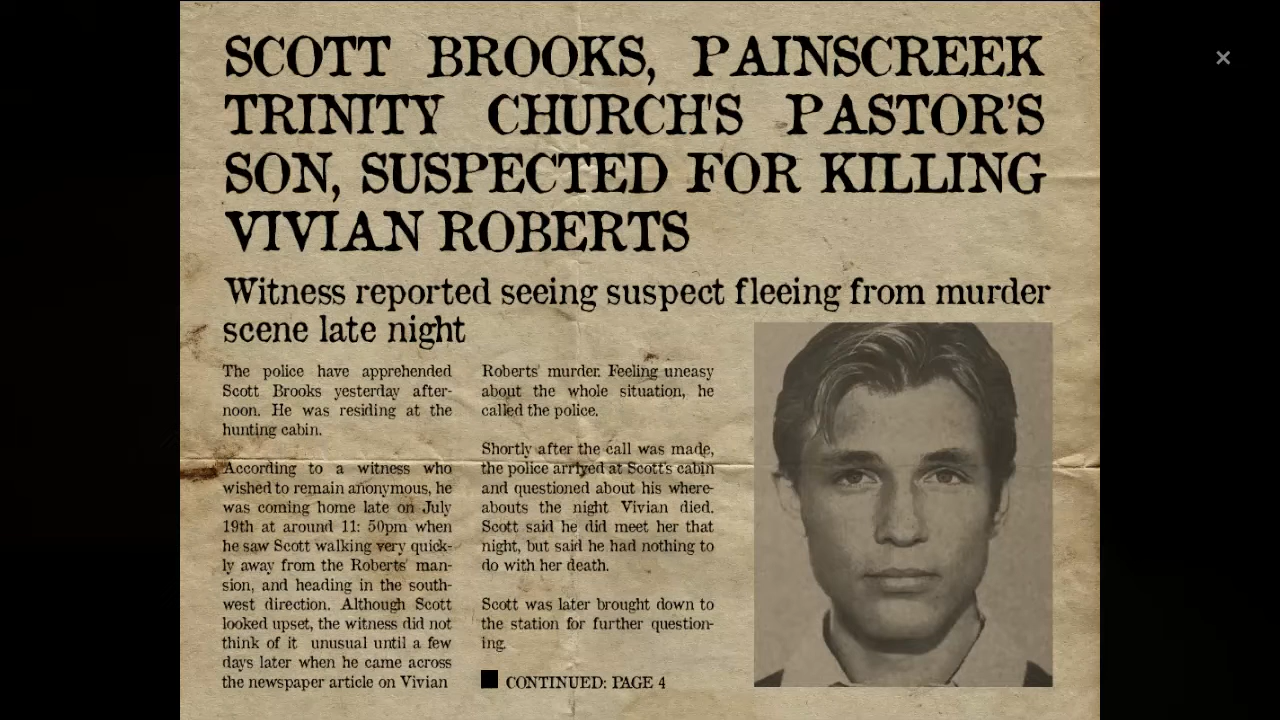 SCOTT BROOKS, PAINSCREEK
TRINITY CHURCH'S PASTOR'S
SON, SUSPECTED FOR KILLING
VIVIAN ROBERTS
Witness reported seeing suspect fleeing from murder
scene late night
The police have apprehended
Scott Brooks yesterday after-
noon. He was residing at the
hunting cabin.
According to a witness who
wished to remain anonymous, he
was coming home late on July
19th at around 11: 50pm when
he saw Scott walking very quick-
ly away from the Roberts' man-
sion, and heading in the south-
west direction. Although Scott
looked upset, the witness did not
think of it unusual until a few
days later when he came across
the newspaper article on Vivian
Roberts' murder. Feeling uneasy
about the whole situation, he
called the police.
Shortly after the call was made,
the police arrived at Scott's cabin
and questioned about his where-
abouts the night Vivian died.
Scott said he did meet her that
night, but said he had nothing to
do with her death.
Scott was later brought down to
the station for further question-
ing.
CONTINUED: PAGE 4